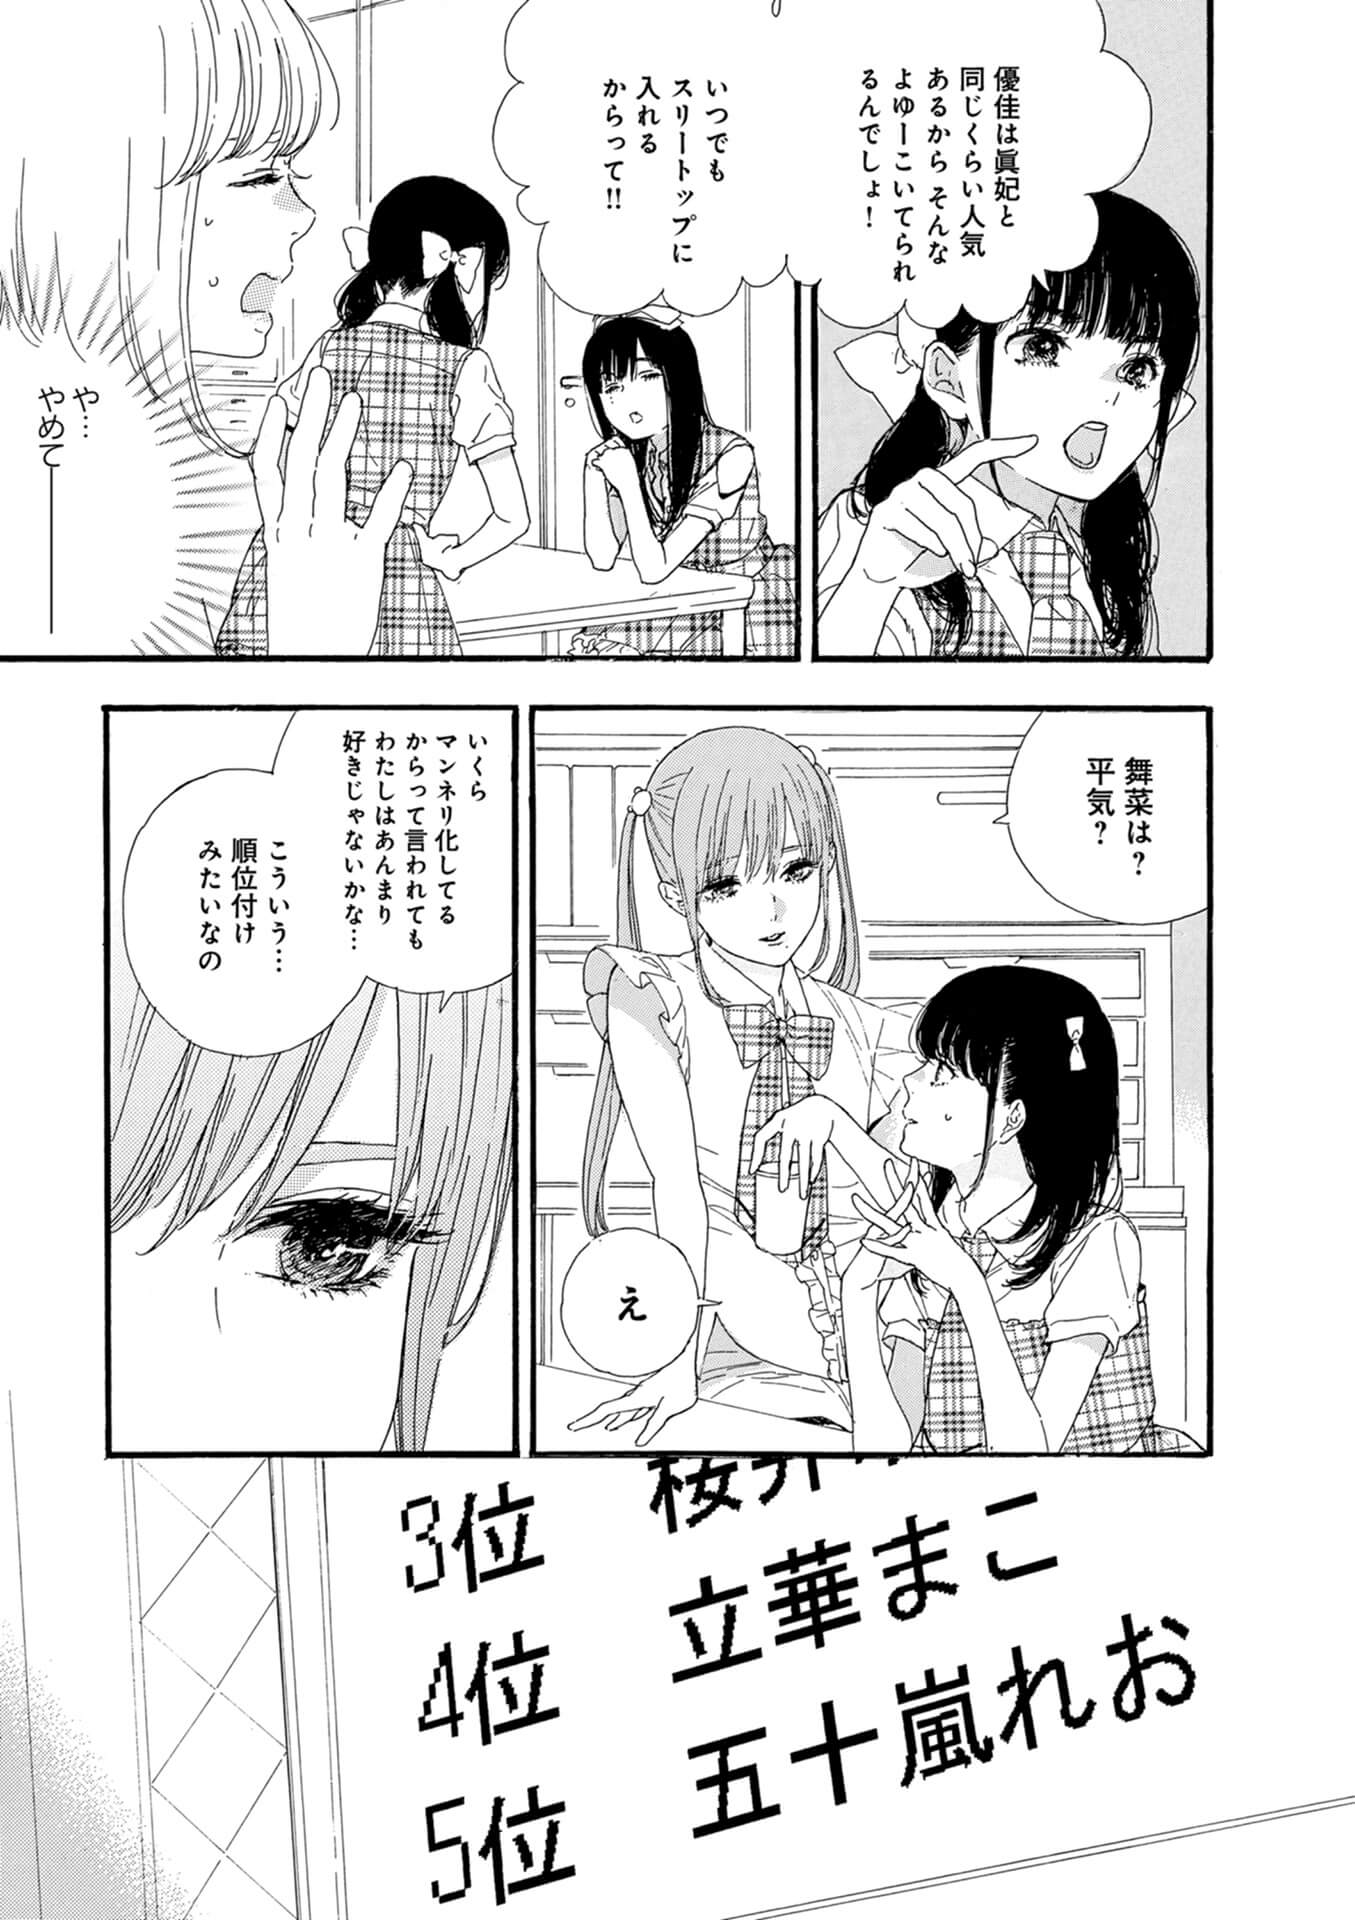 優佳は眞妃と
同じくらい人気
あるからそんな
よゆーこいてられ
るんでしょ！
いつでも
スリートップに
入れる
からって!!
や…
やめて――
舞菜は？
平気？
え
いくら
マンネリ化してる
からって言われても
わたしはあんまり
好きじゃないかな…
こういう…
順位付け
みたいなの
3位
4位 立華まこ
5位 五十嵐れお